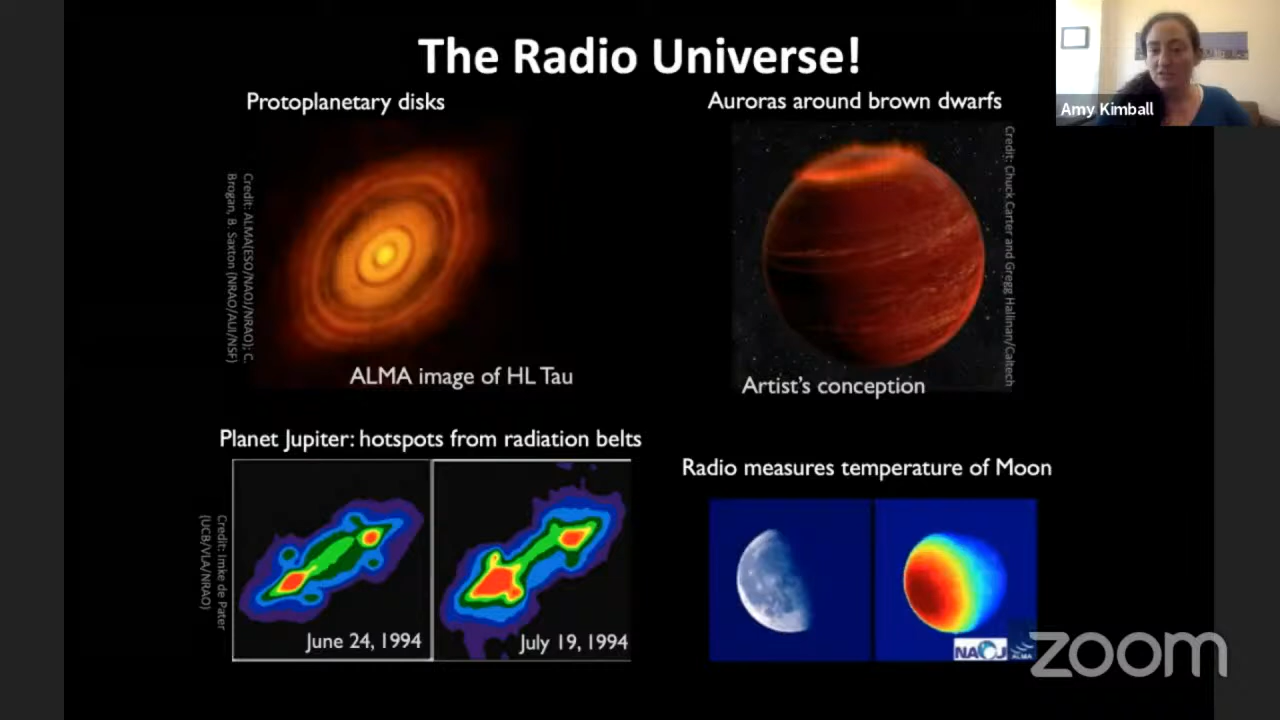 The Radio Universe!
Amy Kimball
Protoplanetary disks
Auroras around brown dwarfs
Credit: ALMA(ESO/NAOJ/NRAO); C.
Brogan, B. Saxton (NRAO/AUI/NSF)
Credit: Chuck Carter and Gregg Hallinan/Caltech
ALMA image of HL Tau
Artist's conception
Planet Jupiter: hotspots from radiation belts
Radio measures temperature of Moon
Credit: Imke de Pater
(UCB/VLA/NRAO)
June 24, 1994
July 19, 1994
NAOJ
ALMA
zoom